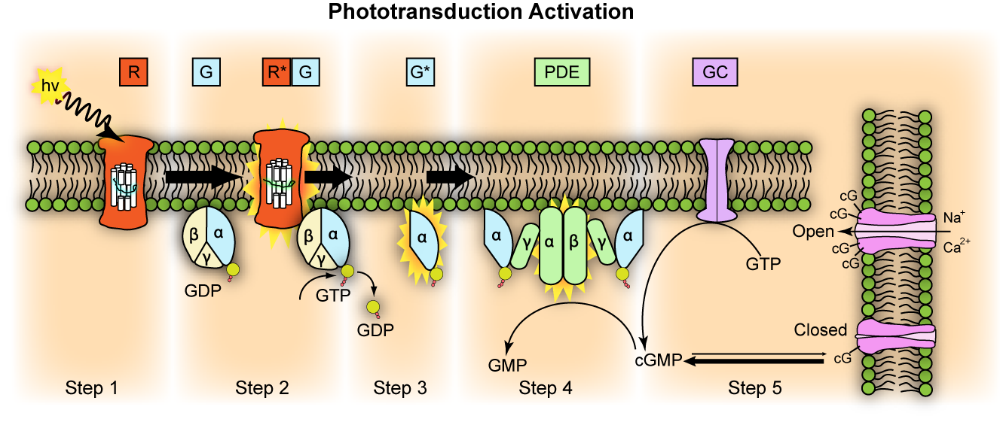 Phototransduction Activation
R
G
R* G
G*
PDE
GC
hv
β α
γ
GDP
β α
γ
GTP
GDP
α
α γ α β γ α
GMP
cGMP
GTP
cG
cG
Open
cG
cG
Na+
Ca2+
Closed
cG
Step 1
Step 2
Step 3
Step 4
Step 5